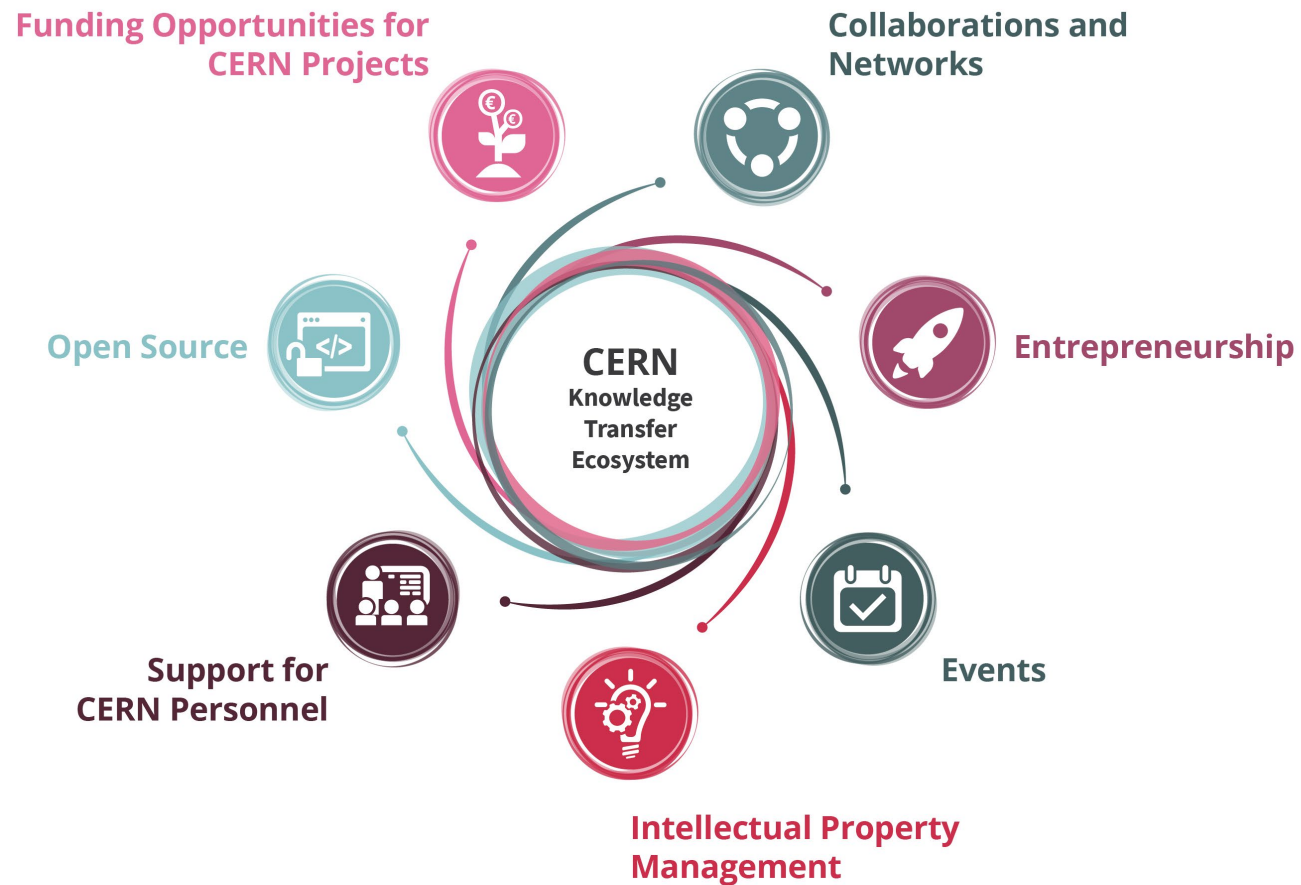 Funding Opportunities for
CERN Projects
Collaborations and
Networks
€
€
Open Source
</>
CERN
Knowledge
Transfer
Ecosystem
Entrepreneurship
Support for
CERN Personnel
Events
Intellectual Property
Management